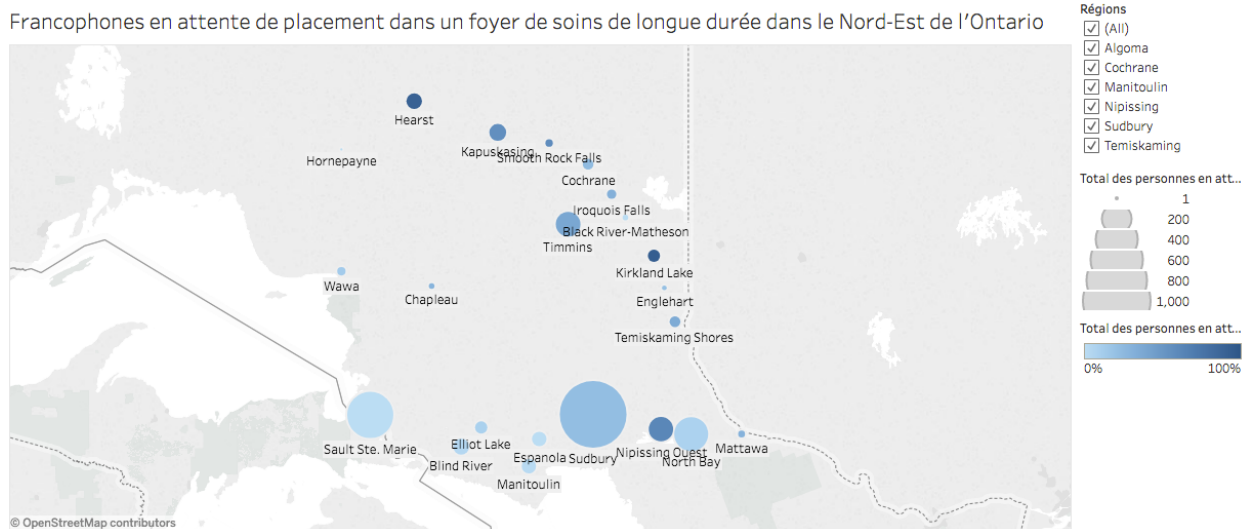 Francophones en attente de placement dans un foyer de soins de longue durée dans le Nord-Est de l'Ontario
Régions
(All)
Algoma
Cochrane
Manitoulin
Nipissing
Sudbury
Temiskaming
Total des personnes en att...
1
200
400
600
800
1,000
Total des personnes en att...
0% 100%
Hearst
Kapuskasing
Smooth Rock Falls
Hornepayne
Cochrane
Iroquois Falls
Black River-Matheson
Timmins
Kirkland Lake
Wawa
Chapleau
Englehart
Temiskaming Shores
Sault Ste. Marie
Elliot Lake
Blind River
Espanola
Sudbury
Nipissing Ouest
North Bay
Mattawa
Manitoulin
© OpenStreetMap contributors